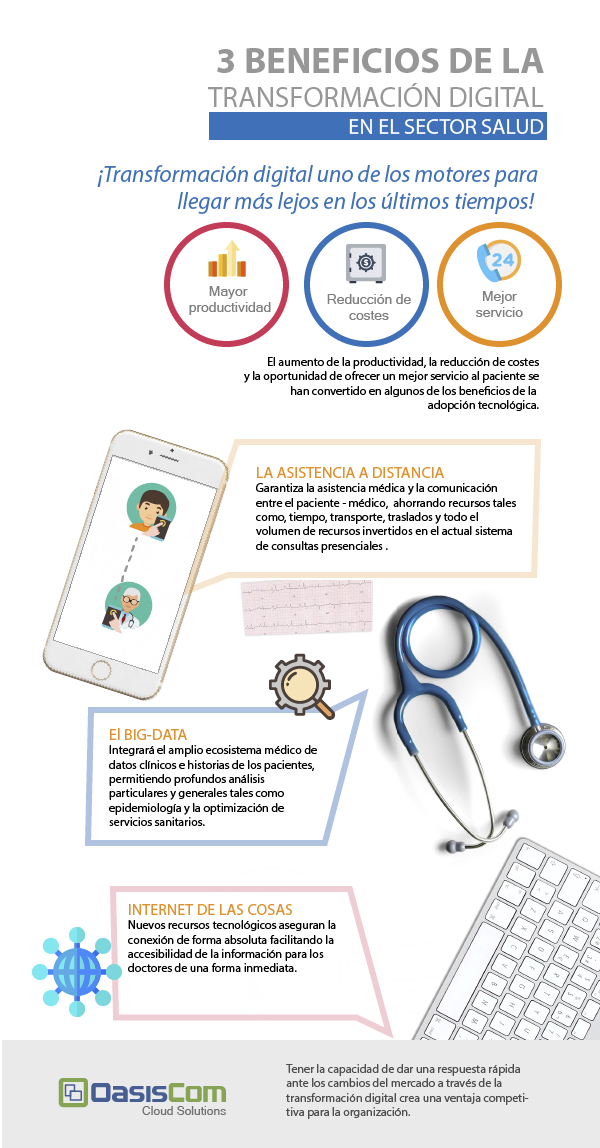 3 BENEFICIOS DE LA
TRANSFORMACIÓN DIGITAL
EN EL SECTOR SALUD
¡Transformación digital uno de los motores para
llegar más lejos en los últimos tiempos!
Mayor
productividad
Reducción de
costes
24
Mejor
servicio
El aumento de la productividad, la reducción de costes
y la oportunidad de ofrecer un mejor servicio al paciente se
han convertido en algunos de los beneficios de la
adopción tecnológica.
LA ASISTENCIA A DISTANCIA
Garantiza la asistencia médica y la comunicación
entre el paciente - médico, ahorrando recursos tales
como, tiempo, transporte, traslados y todo el
volumen de recursos invertidos en el actual sistema
de consultas presenciales .
El BIG-DATA
Integrará el amplio ecosistema médico de
datos clínicos e historias de los pacientes,
permitiendo profundos análisis
particulares y generales tales como
epidemiología y la optimización de
servicios sanitarios.
INTERNET DE LAS COSAS
Nuevos recursos tecnológicos aseguran la
conexión de forma absoluta facilitando la
accesibilidad de la información para los
doctores de una forma inmediata.
OasisCom
Cloud Solutions
Tener la capacidad de dar una respuesta rápida
ante los cambios del mercado a través de la
transformación digital crea una ventaja competi-
tiva para la organización.